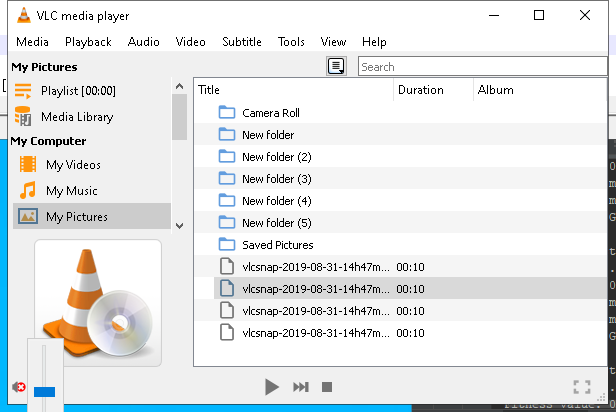 VLC media player
Media Playback Audio Video Subtitle Tools View Help
My Pictures
Search
Playlist [00:00]
Media Library
My Computer
My Videos
My Music
My Pictures
Title Duration Album
Camera Roll
New folder
New folder (2)
New folder (3)
New folder (4)
New folder (5)
Saved Pictures
vlcsnap-2019-08-31-14h47m... 00:10
vlcsnap-2019-08-31-14h47m... 00:10
vlcsnap-2019-08-31-14h47m... 00:10
vlcsnap-2019-08-31-14h47m... 00:10
Fitness value: 0